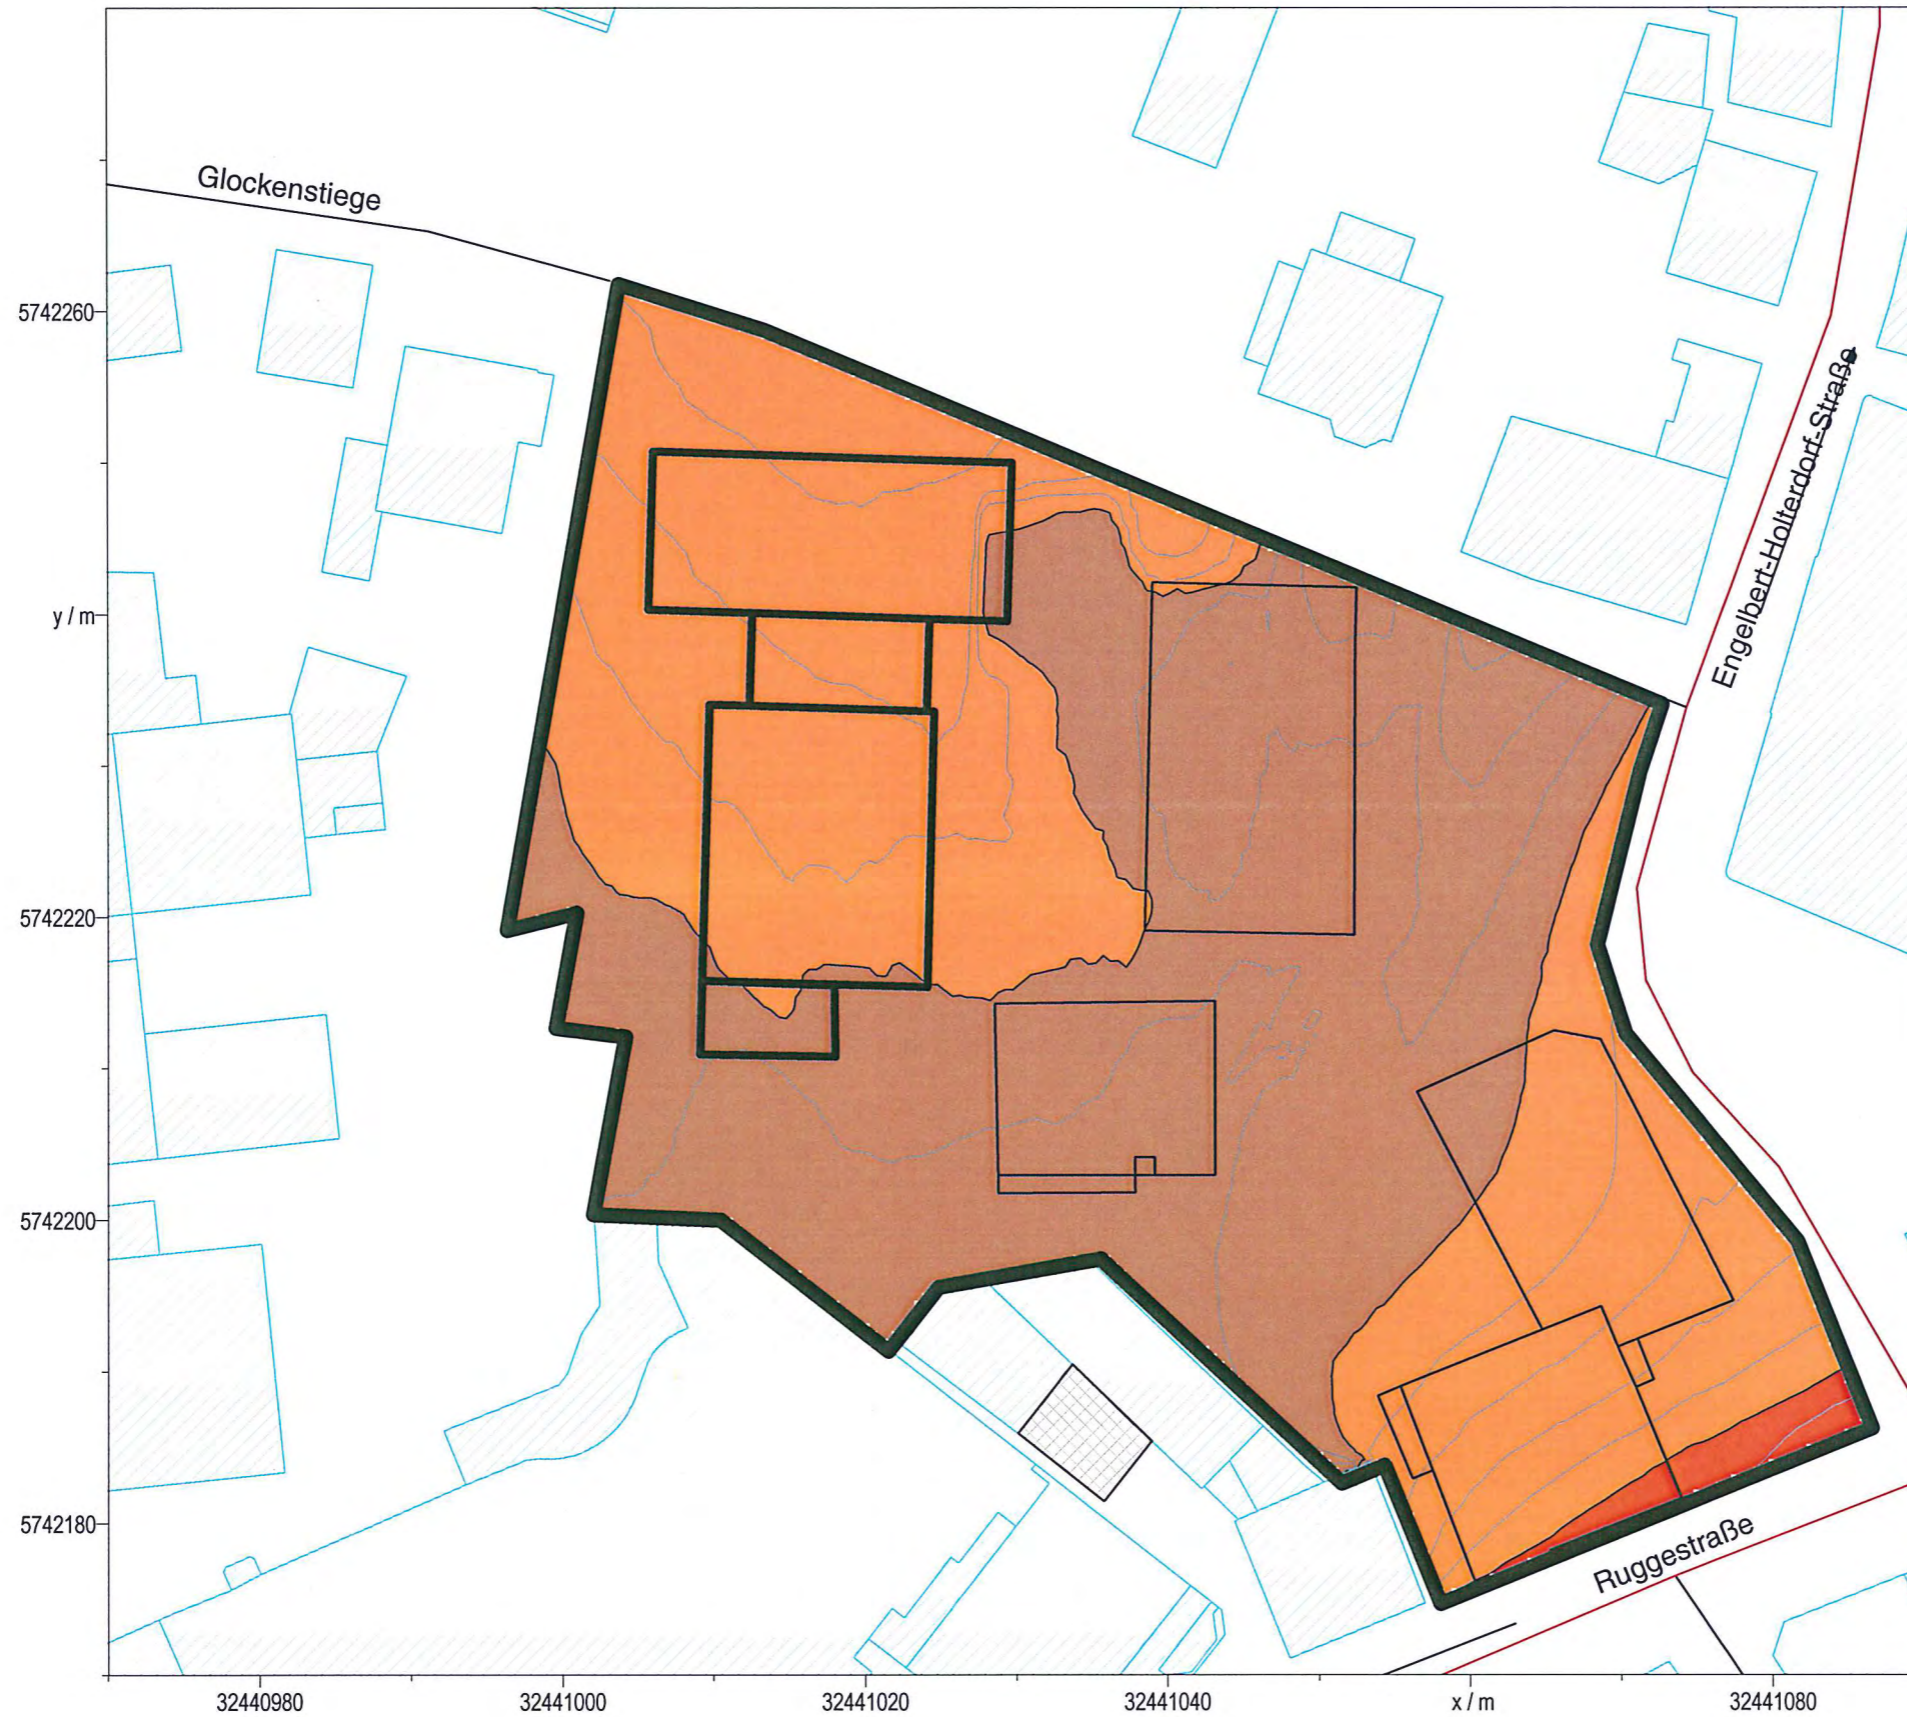 Glockenstiege
5742260
Engelbert-Holterdorf-Straße
y / m
5742220
5742200
5742180
Ruggestraße
32440980
32441000
32441020
32441040
x / m
32441080